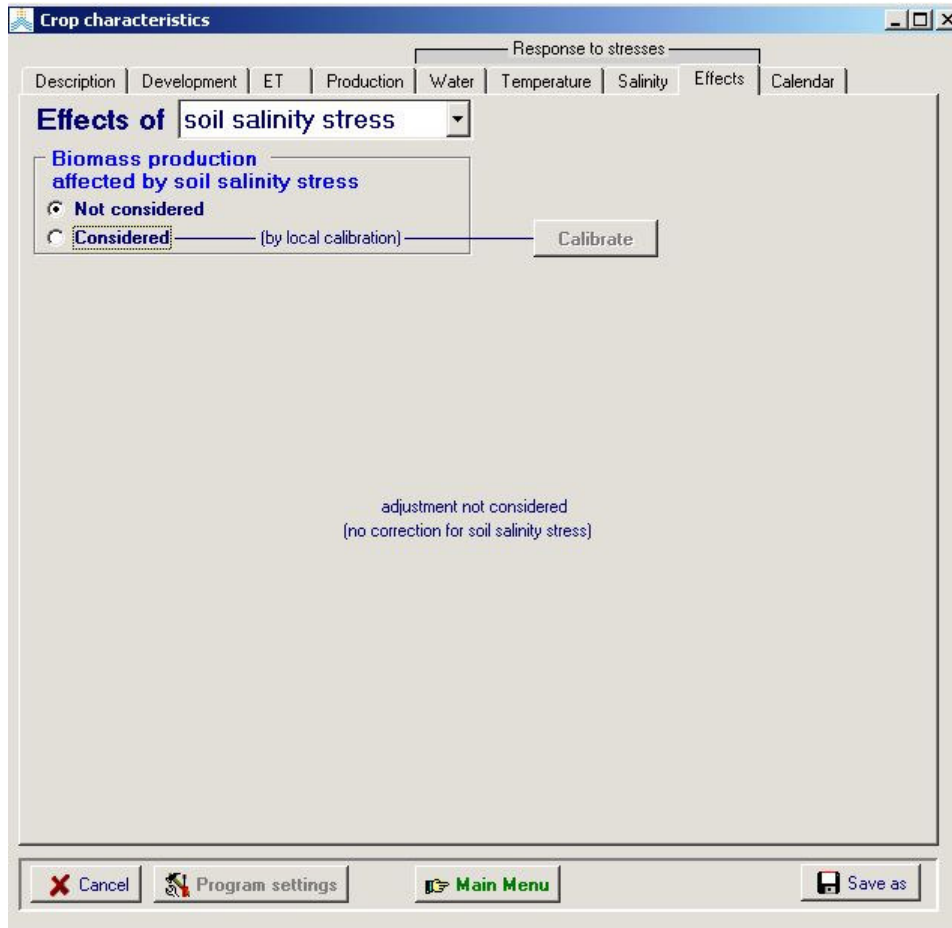 Crop characteristics
Response to stresses
Description Development ET Production Water Temperature Salinity Effects Calendar
Effects of soil salinity stress
Biomass production
affected by soil salinity stress
Not considered
Considered (by local calibration) Calibrate
adjustment not considered
(no correction for soil salinity stress)
Cancel Program settings Main Menu Save as